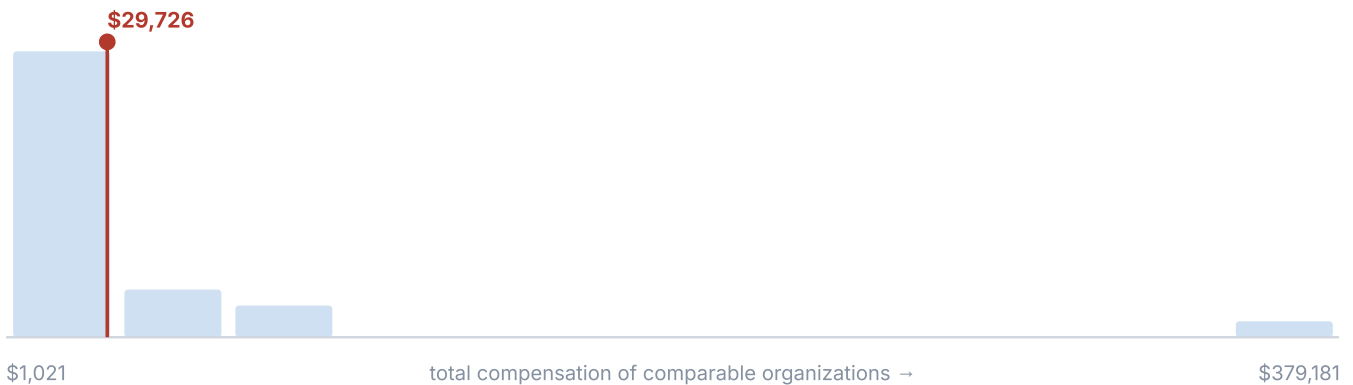 $29,726
$1,021 total compensation of comparable organizations → $379,181